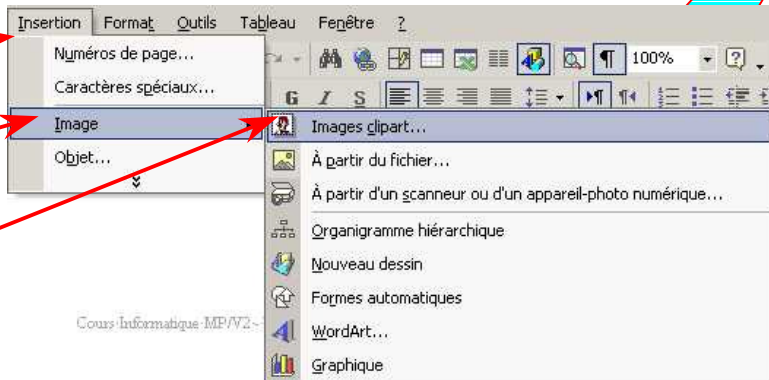 Insertion Format Outils Tableau Fenêtre ?
Numéros de page...
100%
Caractères spéciaux...
G I S
Image
Images clipart...
Objet...
À partir du fichier...
À partir d'un scanneur ou d'un appareil-photo numérique...
Organigramme hiérarchique
Nouveau dessin
Formes automatiques
Cours·Informatique·MP/V2~
WordArt...
Graphique